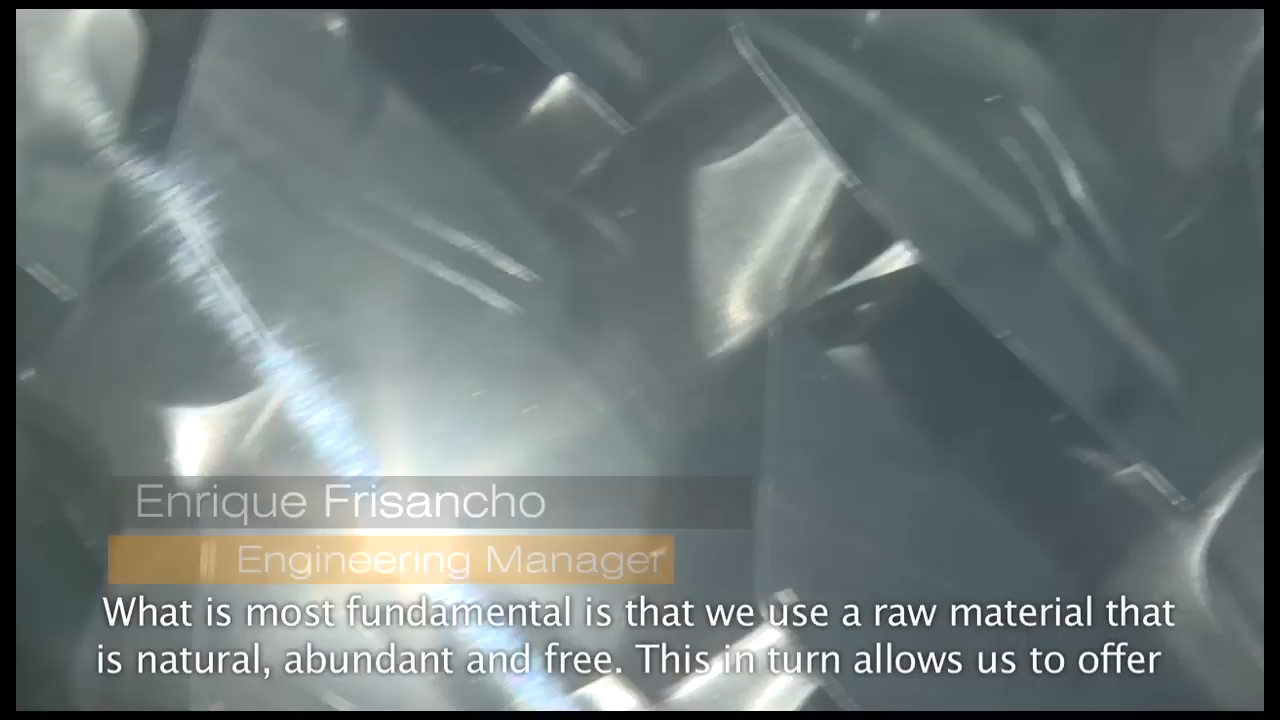 Enrique Frisancho
Engineering Manager
What is most fundamental is that we use a raw material that
is natural, abundant and free. This in turn allows us to offer